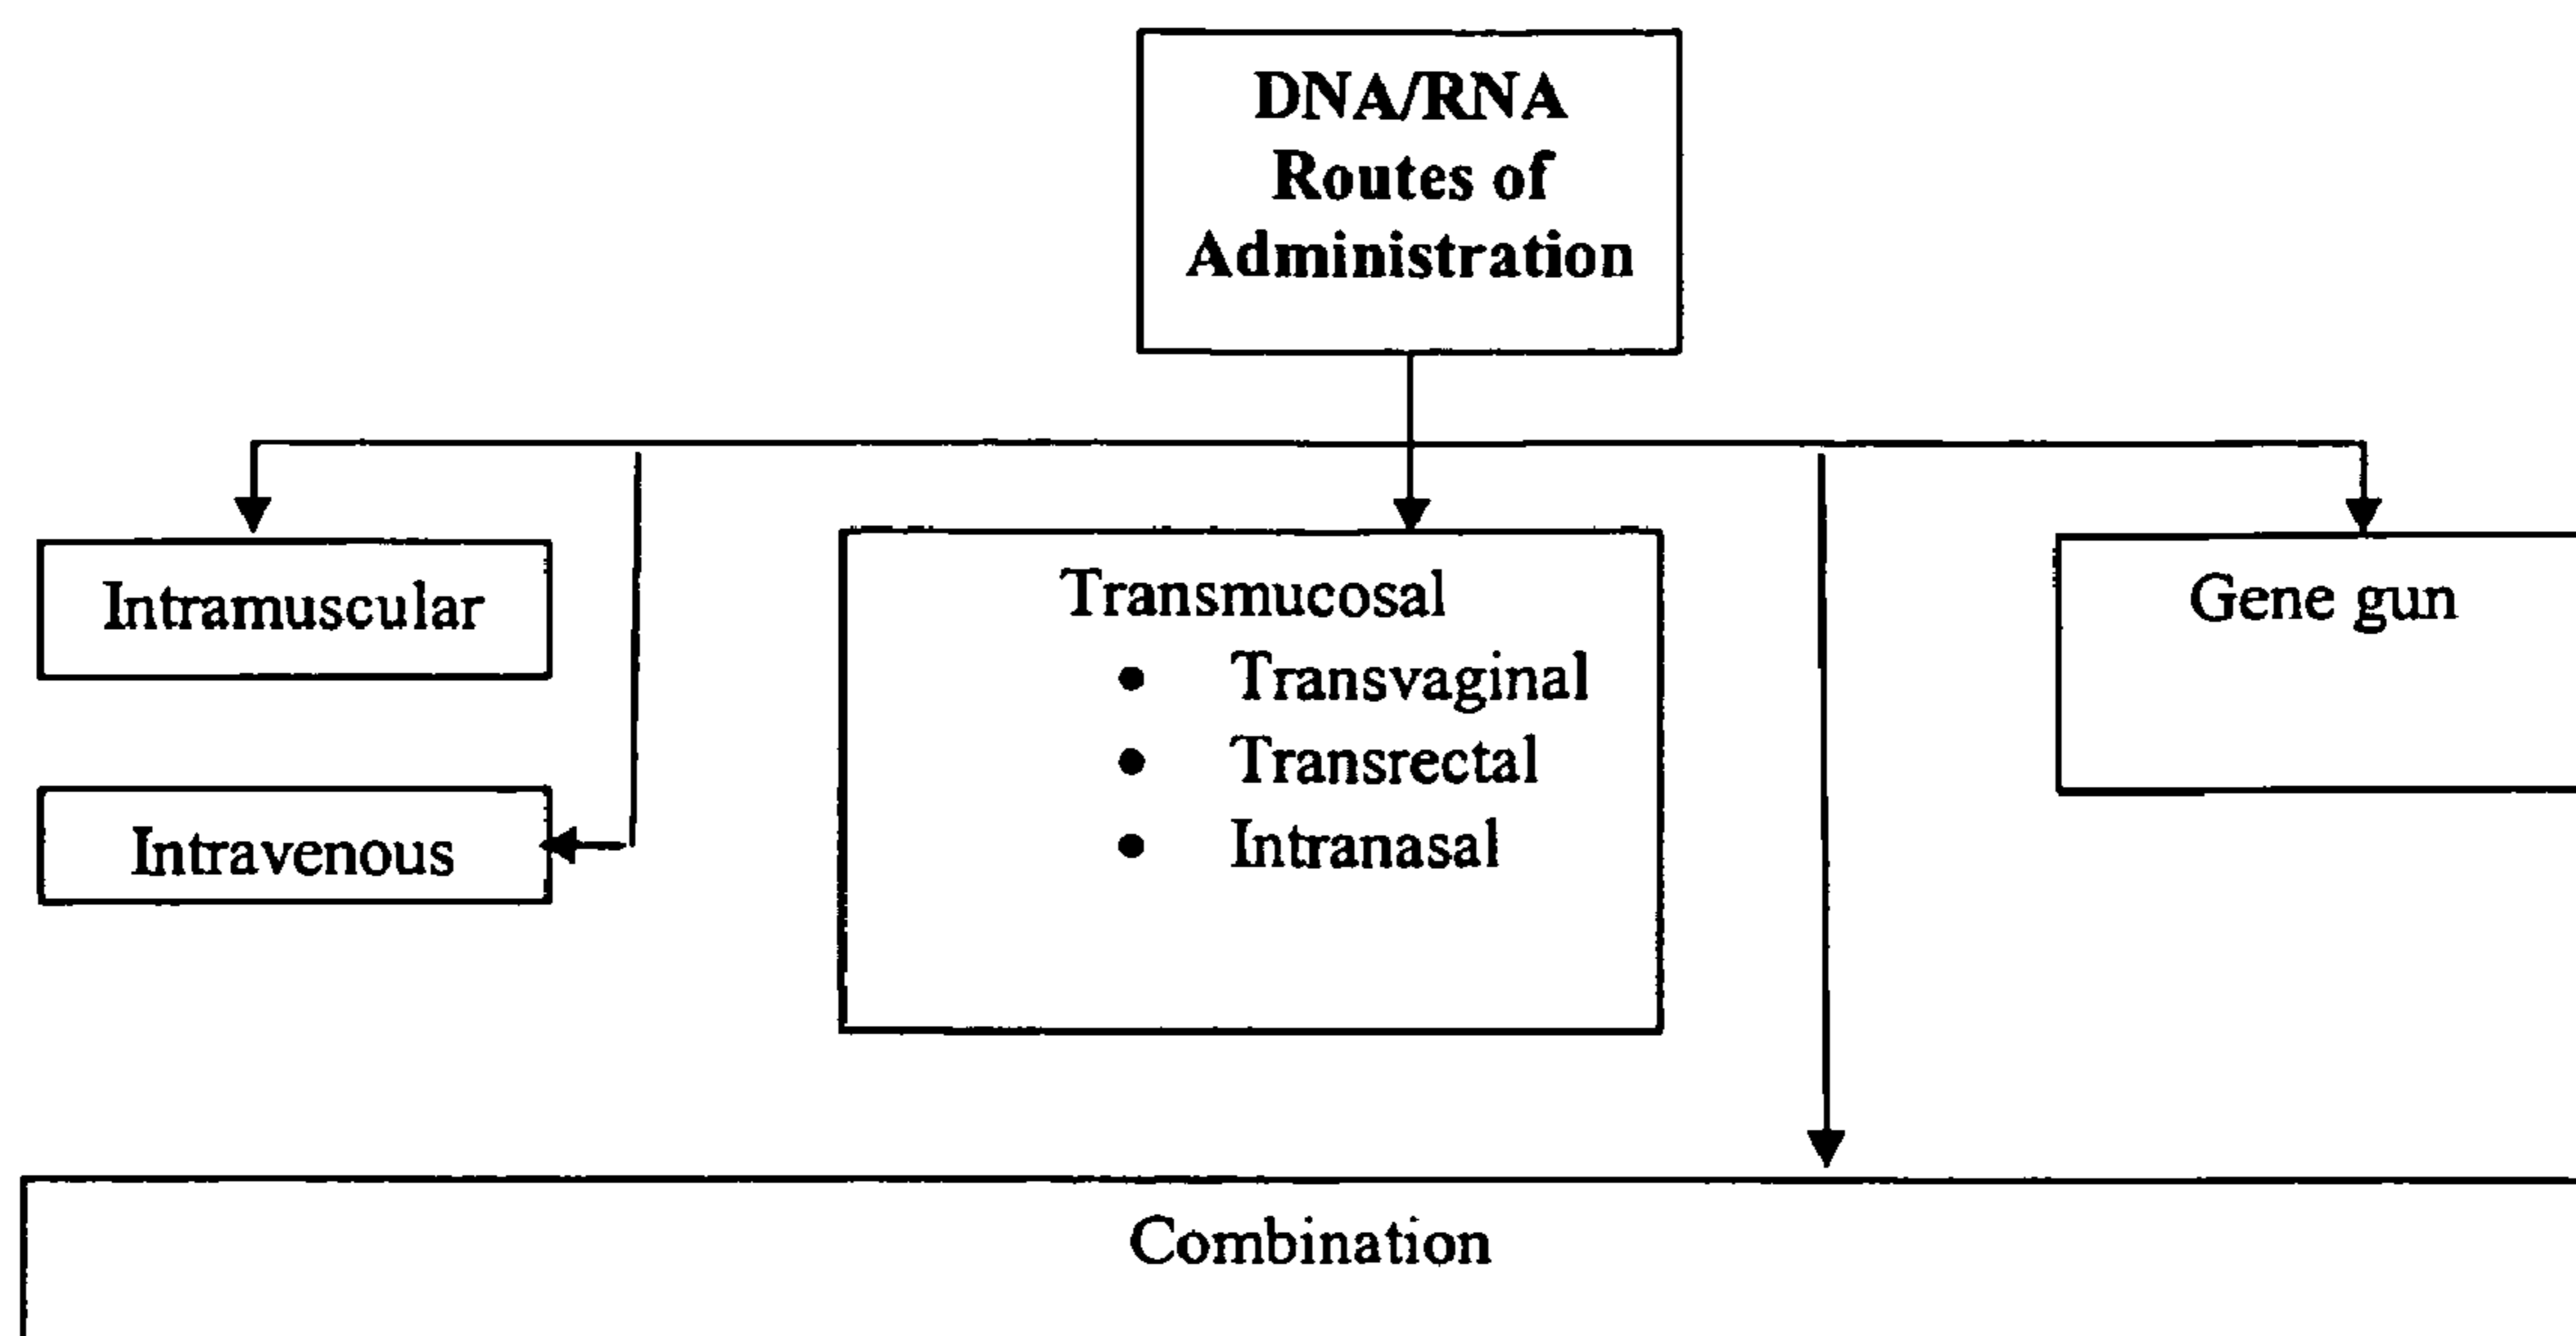 DNA/RNA
Routes of
Administration
Intramuscular
Intravenous
Transmucosal
• Transvaginal
• Transrectal
• Intranasal
Gene gun
Combination